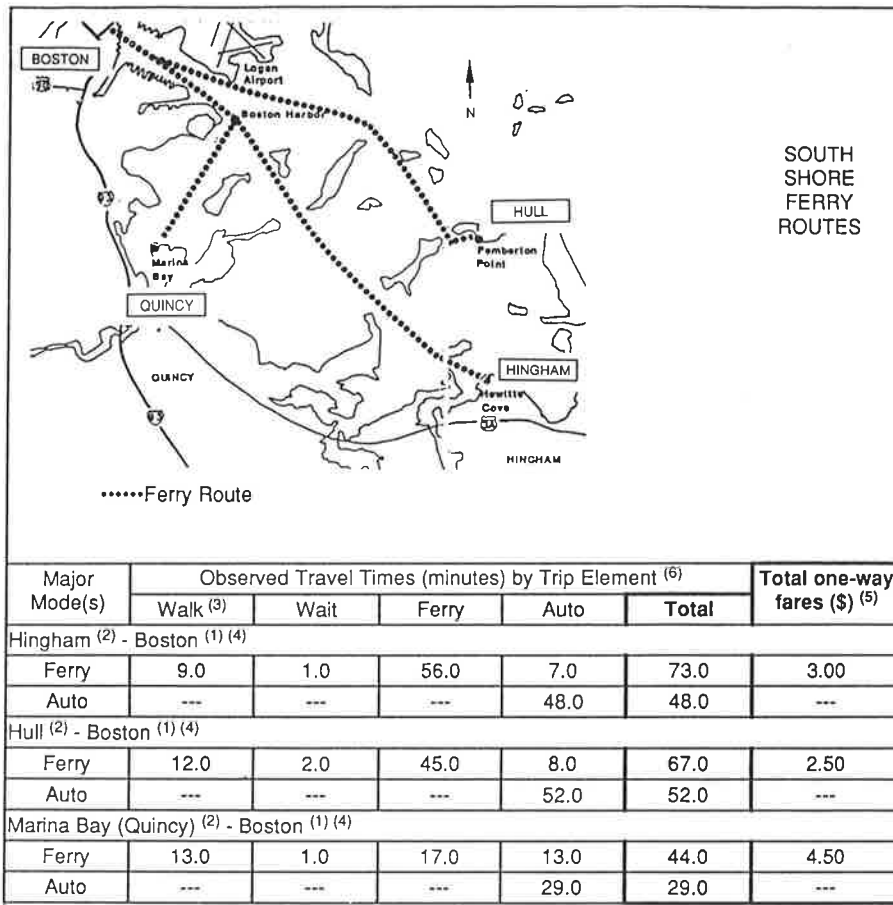 BOSTON
Logan
Airport
Boston Harbor
N
SOUTH
SHORE
FERRY
ROUTES
93
HULL
Pemberton
Point
Marina
Bay
QUINCY
QUINCY
HINGHAM
Hewitts
Cove
3A
93
HINGHAM
Ferry Route
Major Mode(s) Observed Travel Times (minutes) by Trip Element (6) Total one-way fares ($) (5)
Walk (3) Wait Ferry Auto Total
Hingham (2) - Boston (1) (4)
Ferry 9.0 1.0 56.0 7.0 73.0 3.00
Auto --- --- --- 48.0 48.0 ---
Hull (2) - Boston (1) (4)
Ferry 12.0 2.0 45.0 8.0 67.0 2.50
Auto --- --- --- 52.0 52.0 ---
Marina Bay (Quincy) (2) - Boston (1) (4)
Ferry 13.0 1.0 17.0 13.0 44.0 4.50
Auto --- --- --- 29.0 29.0 ---